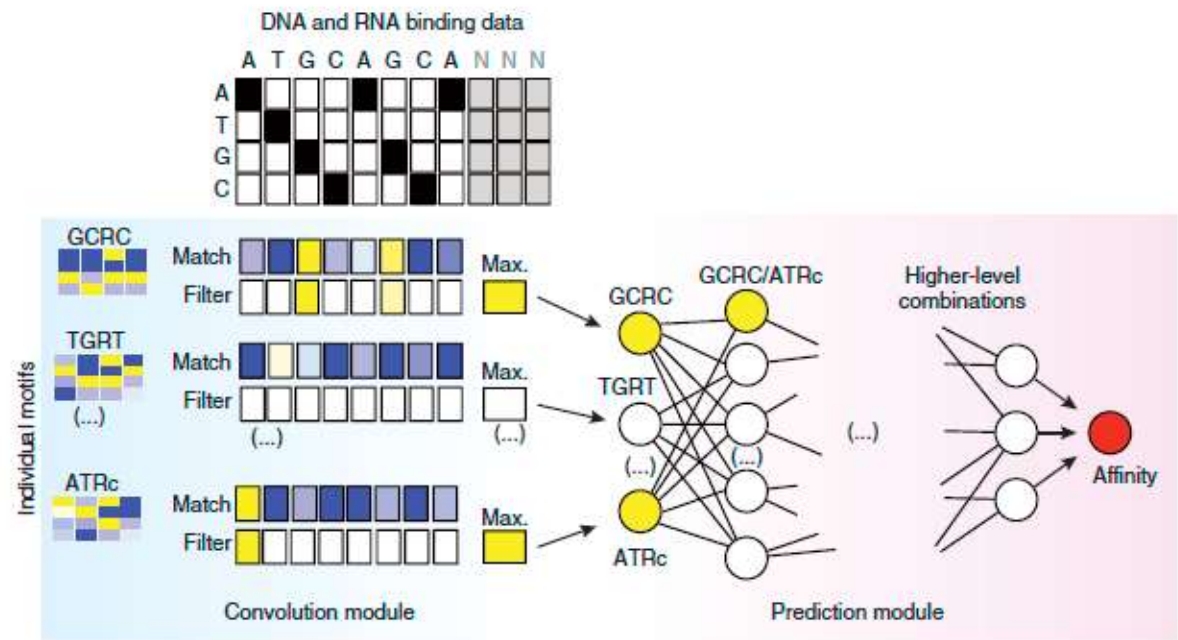 DNA and RNA binding data
A T G C A G C A N N N
A
T
G
C
Individual motifs
GCRC
Match
Filter
Max.
TGRT
Match
Filter
Max.
(...)
(...)
(...)
ATRc
Match
Filter
Max.
Convolution module
GCRC
GCRC/ATRc
TGRT
(...)
(...)
ATRc
(...)
Higher-level
combinations
Affinity
Prediction module